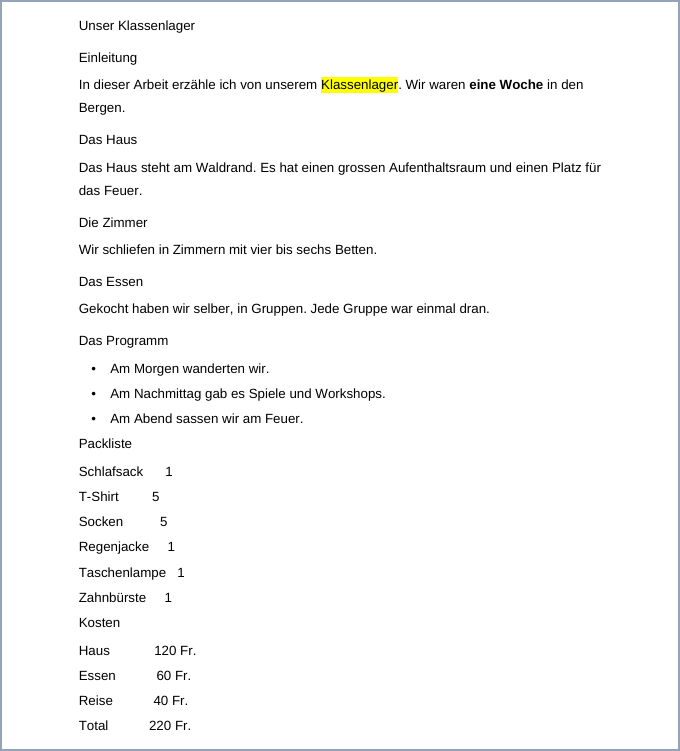 Unser Klassenlager
Einleitung
In dieser Arbeit erzähle ich von unserem Klassenlager. Wir waren eine Woche in den
Bergen.
Das Haus
Das Haus steht am Waldrand. Es hat einen grossen Aufenthaltsraum und einen Platz für
das Feuer.
Die Zimmer
Wir schliefen in Zimmern mit vier bis sechs Betten.
Das Essen
Gekocht haben wir selber, in Gruppen. Jede Gruppe war einmal dran.
Das Programm
• Am Morgen wanderten wir.
• Am Nachmittag gab es Spiele und Workshops.
• Am Abend sassen wir am Feuer.
Packliste
Schlafsack 1
T-Shirt 5
Socken 5
Regenjacke 1
Taschenlampe 1
Zahnbürste 1
Kosten
Haus 120 Fr.
Essen 60 Fr.
Reise 40 Fr.
Total 220 Fr.